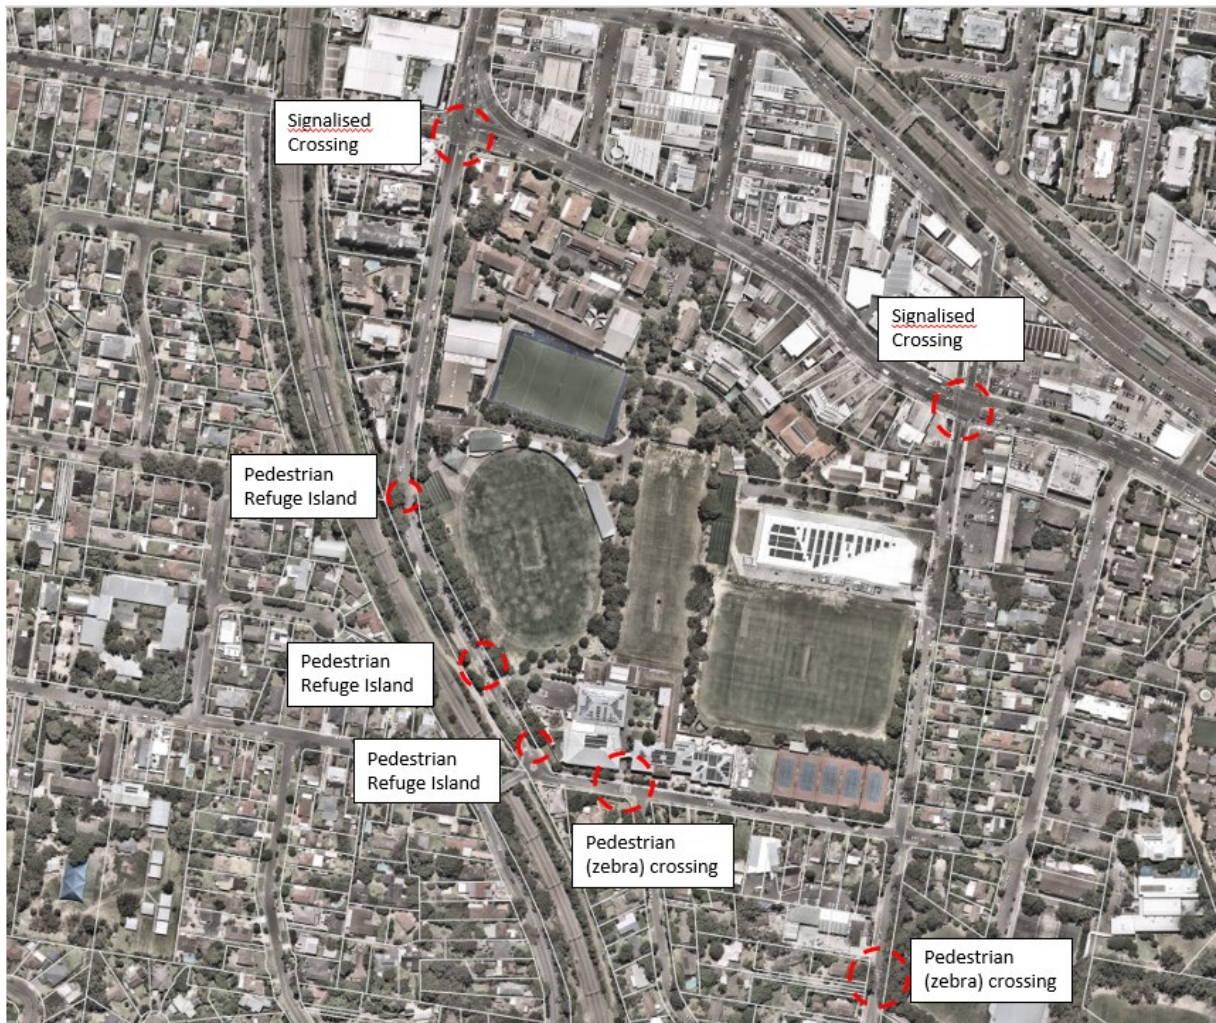 Signalised
Crossing
Signalised
Crossing
Pedestrian
Refuge Island
Pedestrian
Refuge Island
Pedestrian
Refuge Island
Pedestrian
(zebra) crossing
Pedestrian
(zebra) crossing